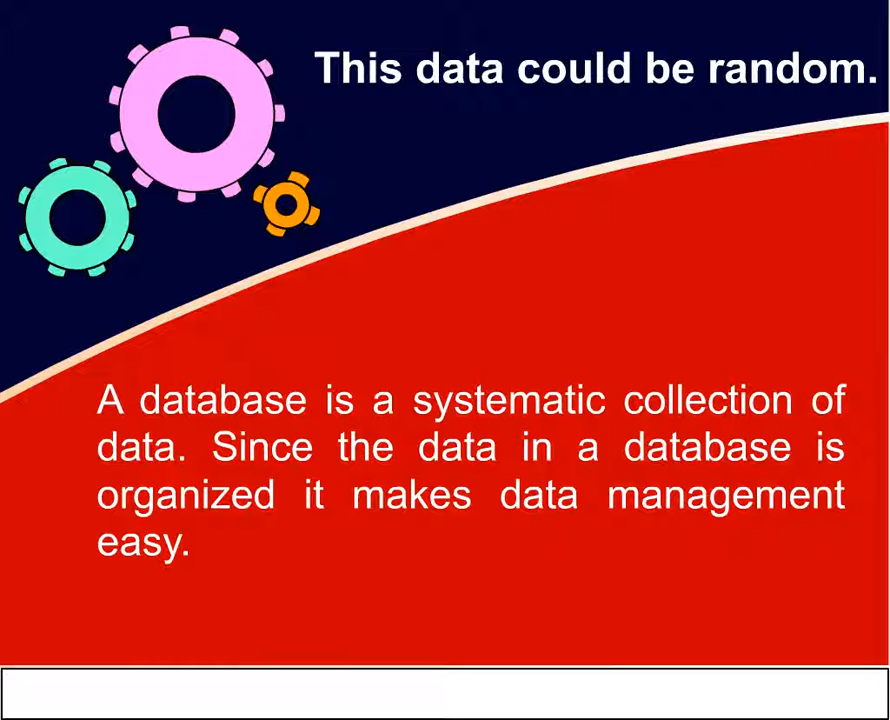 This data could be random.
A database is a systematic collection of
data. Since the data in a database is
organized it makes data management
easy.